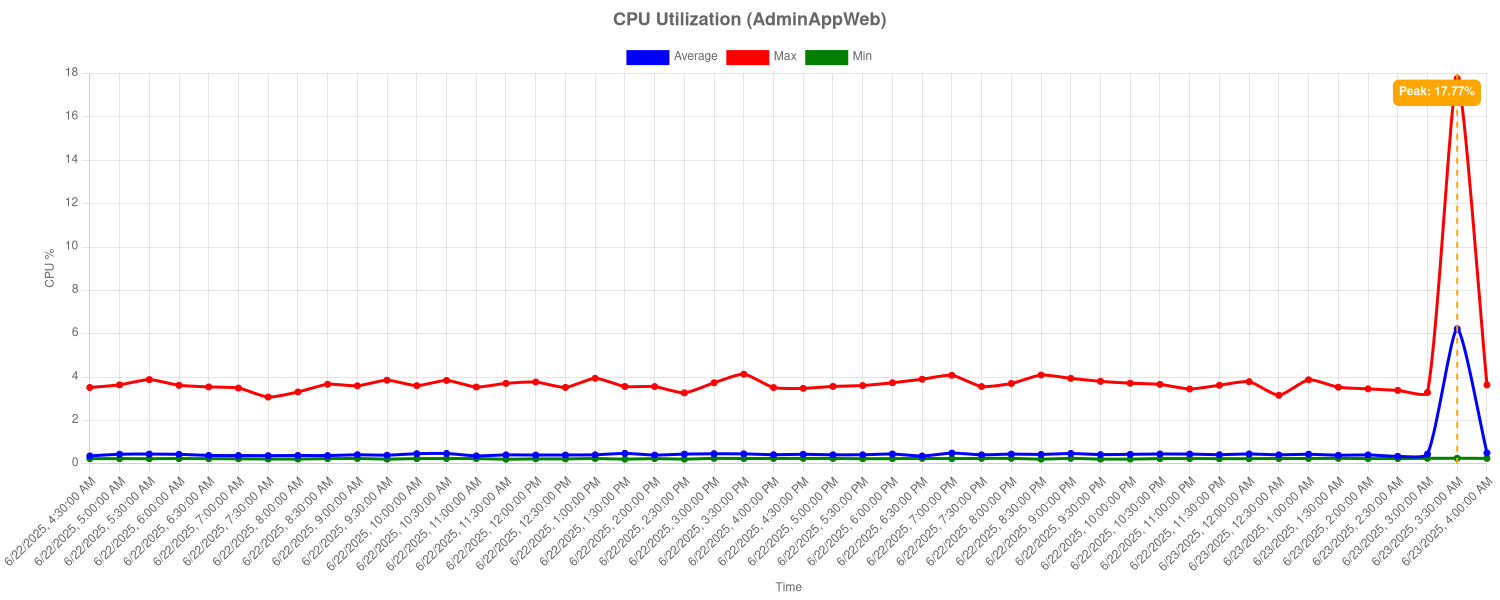 CPU Utilization (AdminAppWeb)
Average Max Min
18
Peak: 17.77%
16
14
12
10
8
6
4
2
0
CPU %
6/22/2025, 4:30:00 AM
6/22/2025, 5:00:00 AM
6/22/2025, 5:30:00 AM
6/22/2025, 6:00:00 AM
6/22/2025, 6:30:00 AM
6/22/2025, 7:00:00 AM
6/22/2025, 7:30:00 AM
6/22/2025, 8:00:00 AM
6/22/2025, 8:30:00 AM
6/22/2025, 9:00:00 AM
6/22/2025, 9:30:00 AM
6/22/2025, 10:00:00 AM
6/22/2025, 10:30:00 AM
6/22/2025, 11:00:00 AM
6/22/2025, 11:30:00 AM
6/22/2025, 12:00:00 PM
6/22/2025, 12:30:00 PM
6/22/2025, 1:00:00 PM
6/22/2025, 1:30:00 PM
6/22/2025, 2:00:00 PM
6/22/2025, 2:30:00 PM
6/22/2025, 3:00:00 PM
6/22/2025, 3:30:00 PM
6/22/2025, 4:00:00 PM
6/22/2025, 4:30:00 PM
6/22/2025, 5:00:00 PM
6/22/2025, 5:30:00 PM
6/22/2025, 6:00:00 PM
6/22/2025, 6:30:00 PM
6/22/2025, 7:00:00 PM
6/22/2025, 7:30:00 PM
6/22/2025, 8:00:00 PM
6/22/2025, 8:30:00 PM
6/22/2025, 9:00:00 PM
6/22/2025, 9:30:00 PM
6/22/2025, 10:00:00 PM
6/22/2025, 10:30:00 PM
6/22/2025, 11:00:00 PM
6/22/2025, 11:30:00 PM
6/23/2025, 12:00:00 AM
6/23/2025, 12:30:00 AM
6/23/2025, 1:00:00 AM
6/23/2025, 1:30:00 AM
6/23/2025, 2:00:00 AM
6/23/2025, 2:30:00 AM
6/23/2025, 3:00:00 AM
6/23/2025, 3:30:00 AM
6/23/2025, 4:00:00 AM
Time